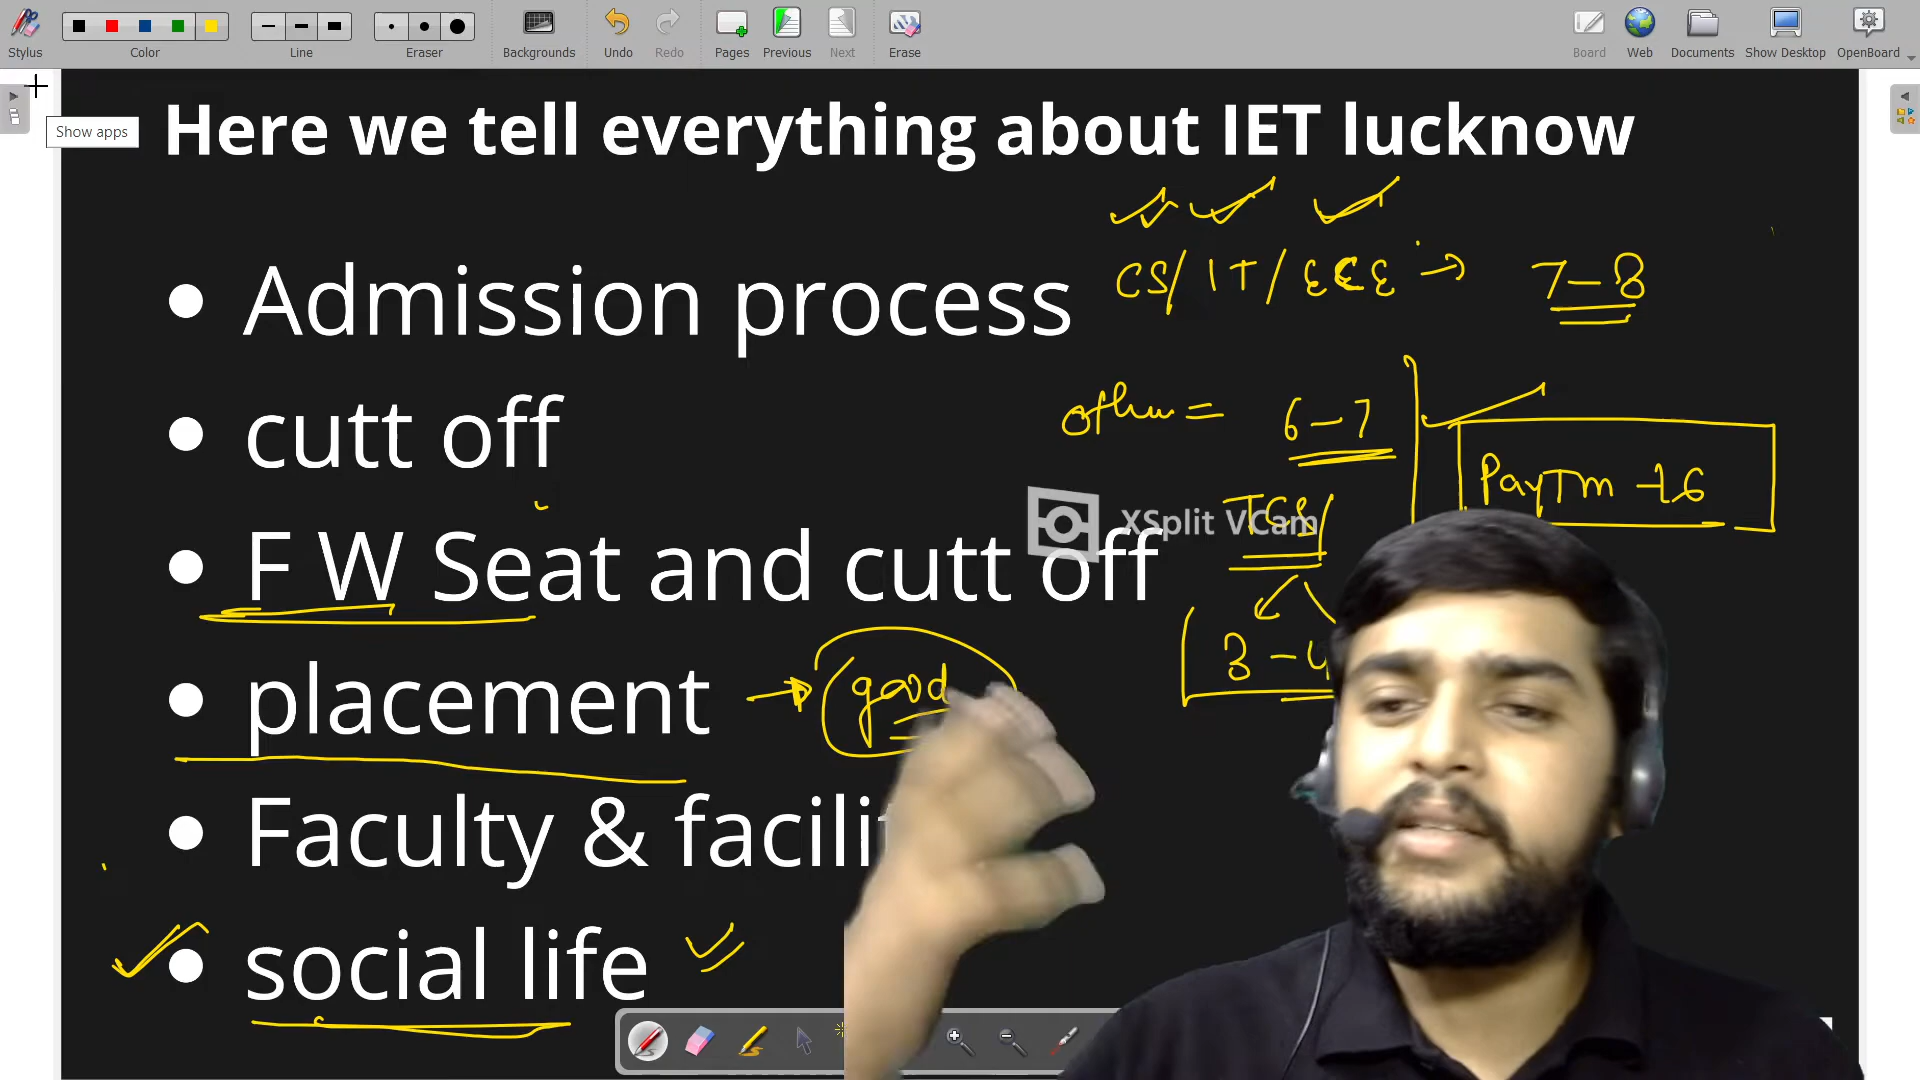 Stylus Color Line Eraser Backgrounds Undo Redo Pages Previous Next Erase Board Web Documents Show Desktop OpenBoard
Show apps
Here we tell everything about IET lucknow
• Admission process
CS/ IT/ ECE → 7-8
• cutt off
other = 6-7
PayTm -16
XSplit VCam
TCS/
• F W Seat and cutt off
3-4
• placement → good
• Faculty & facilit
• social life